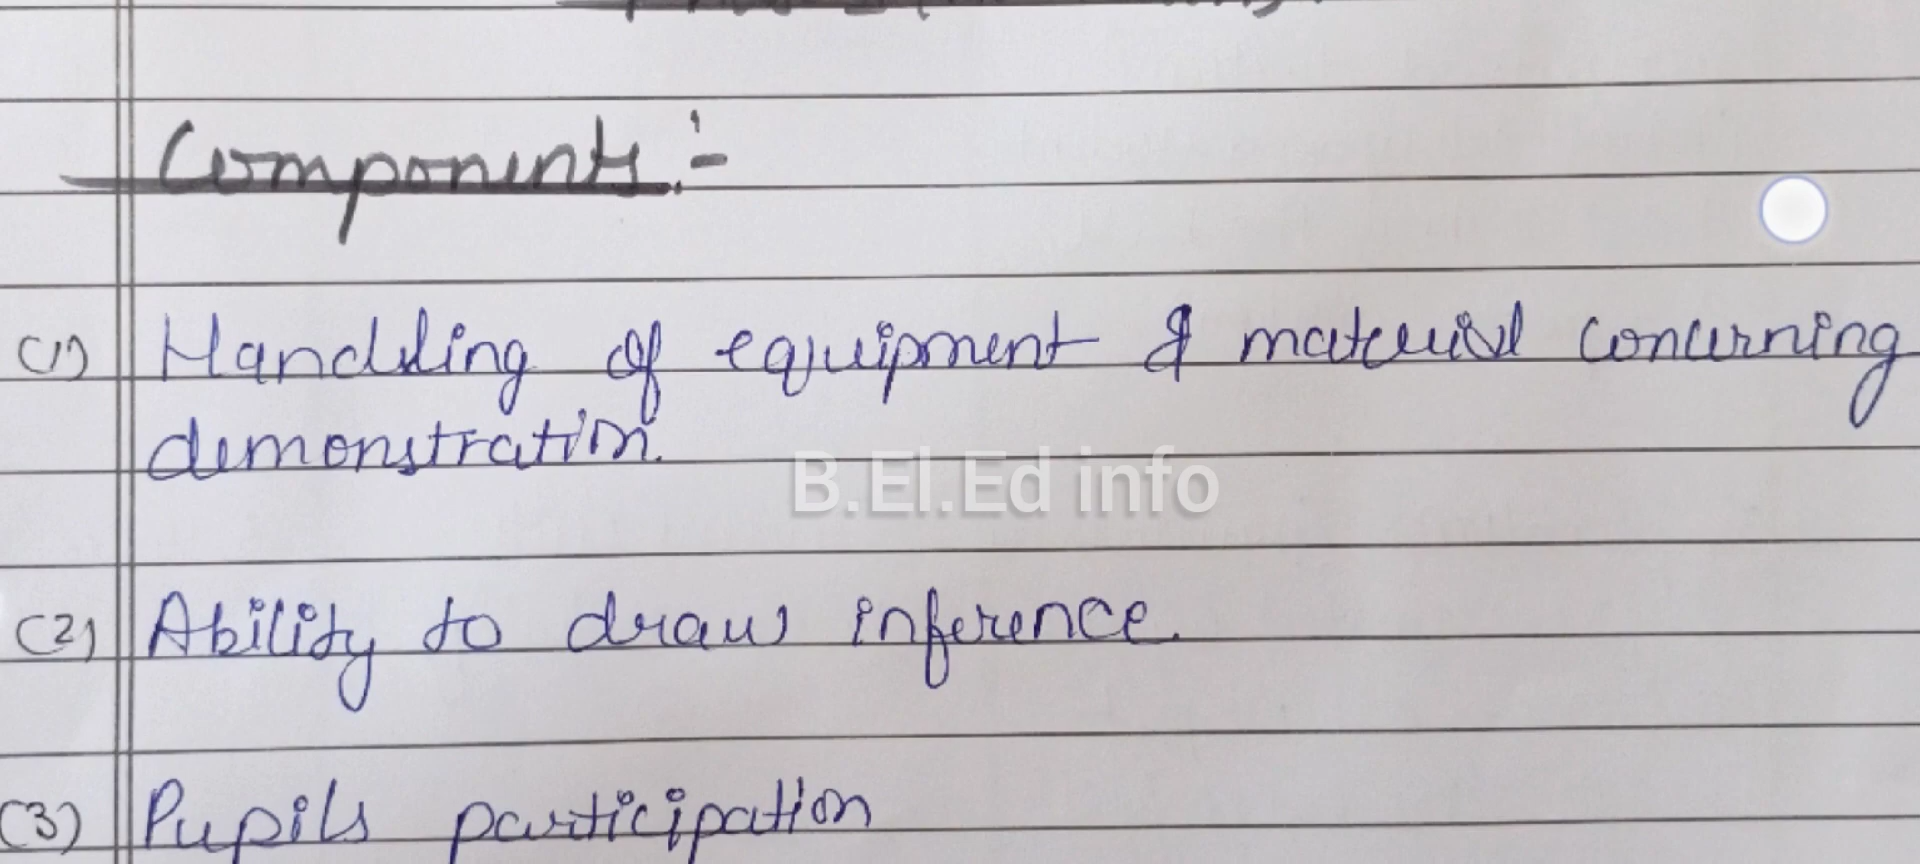 Components :-
(1) Handling of equipment & material concerning
demonstration.
B.El.Ed info
(2) Ability to draw inference.
(3) Pupils participation